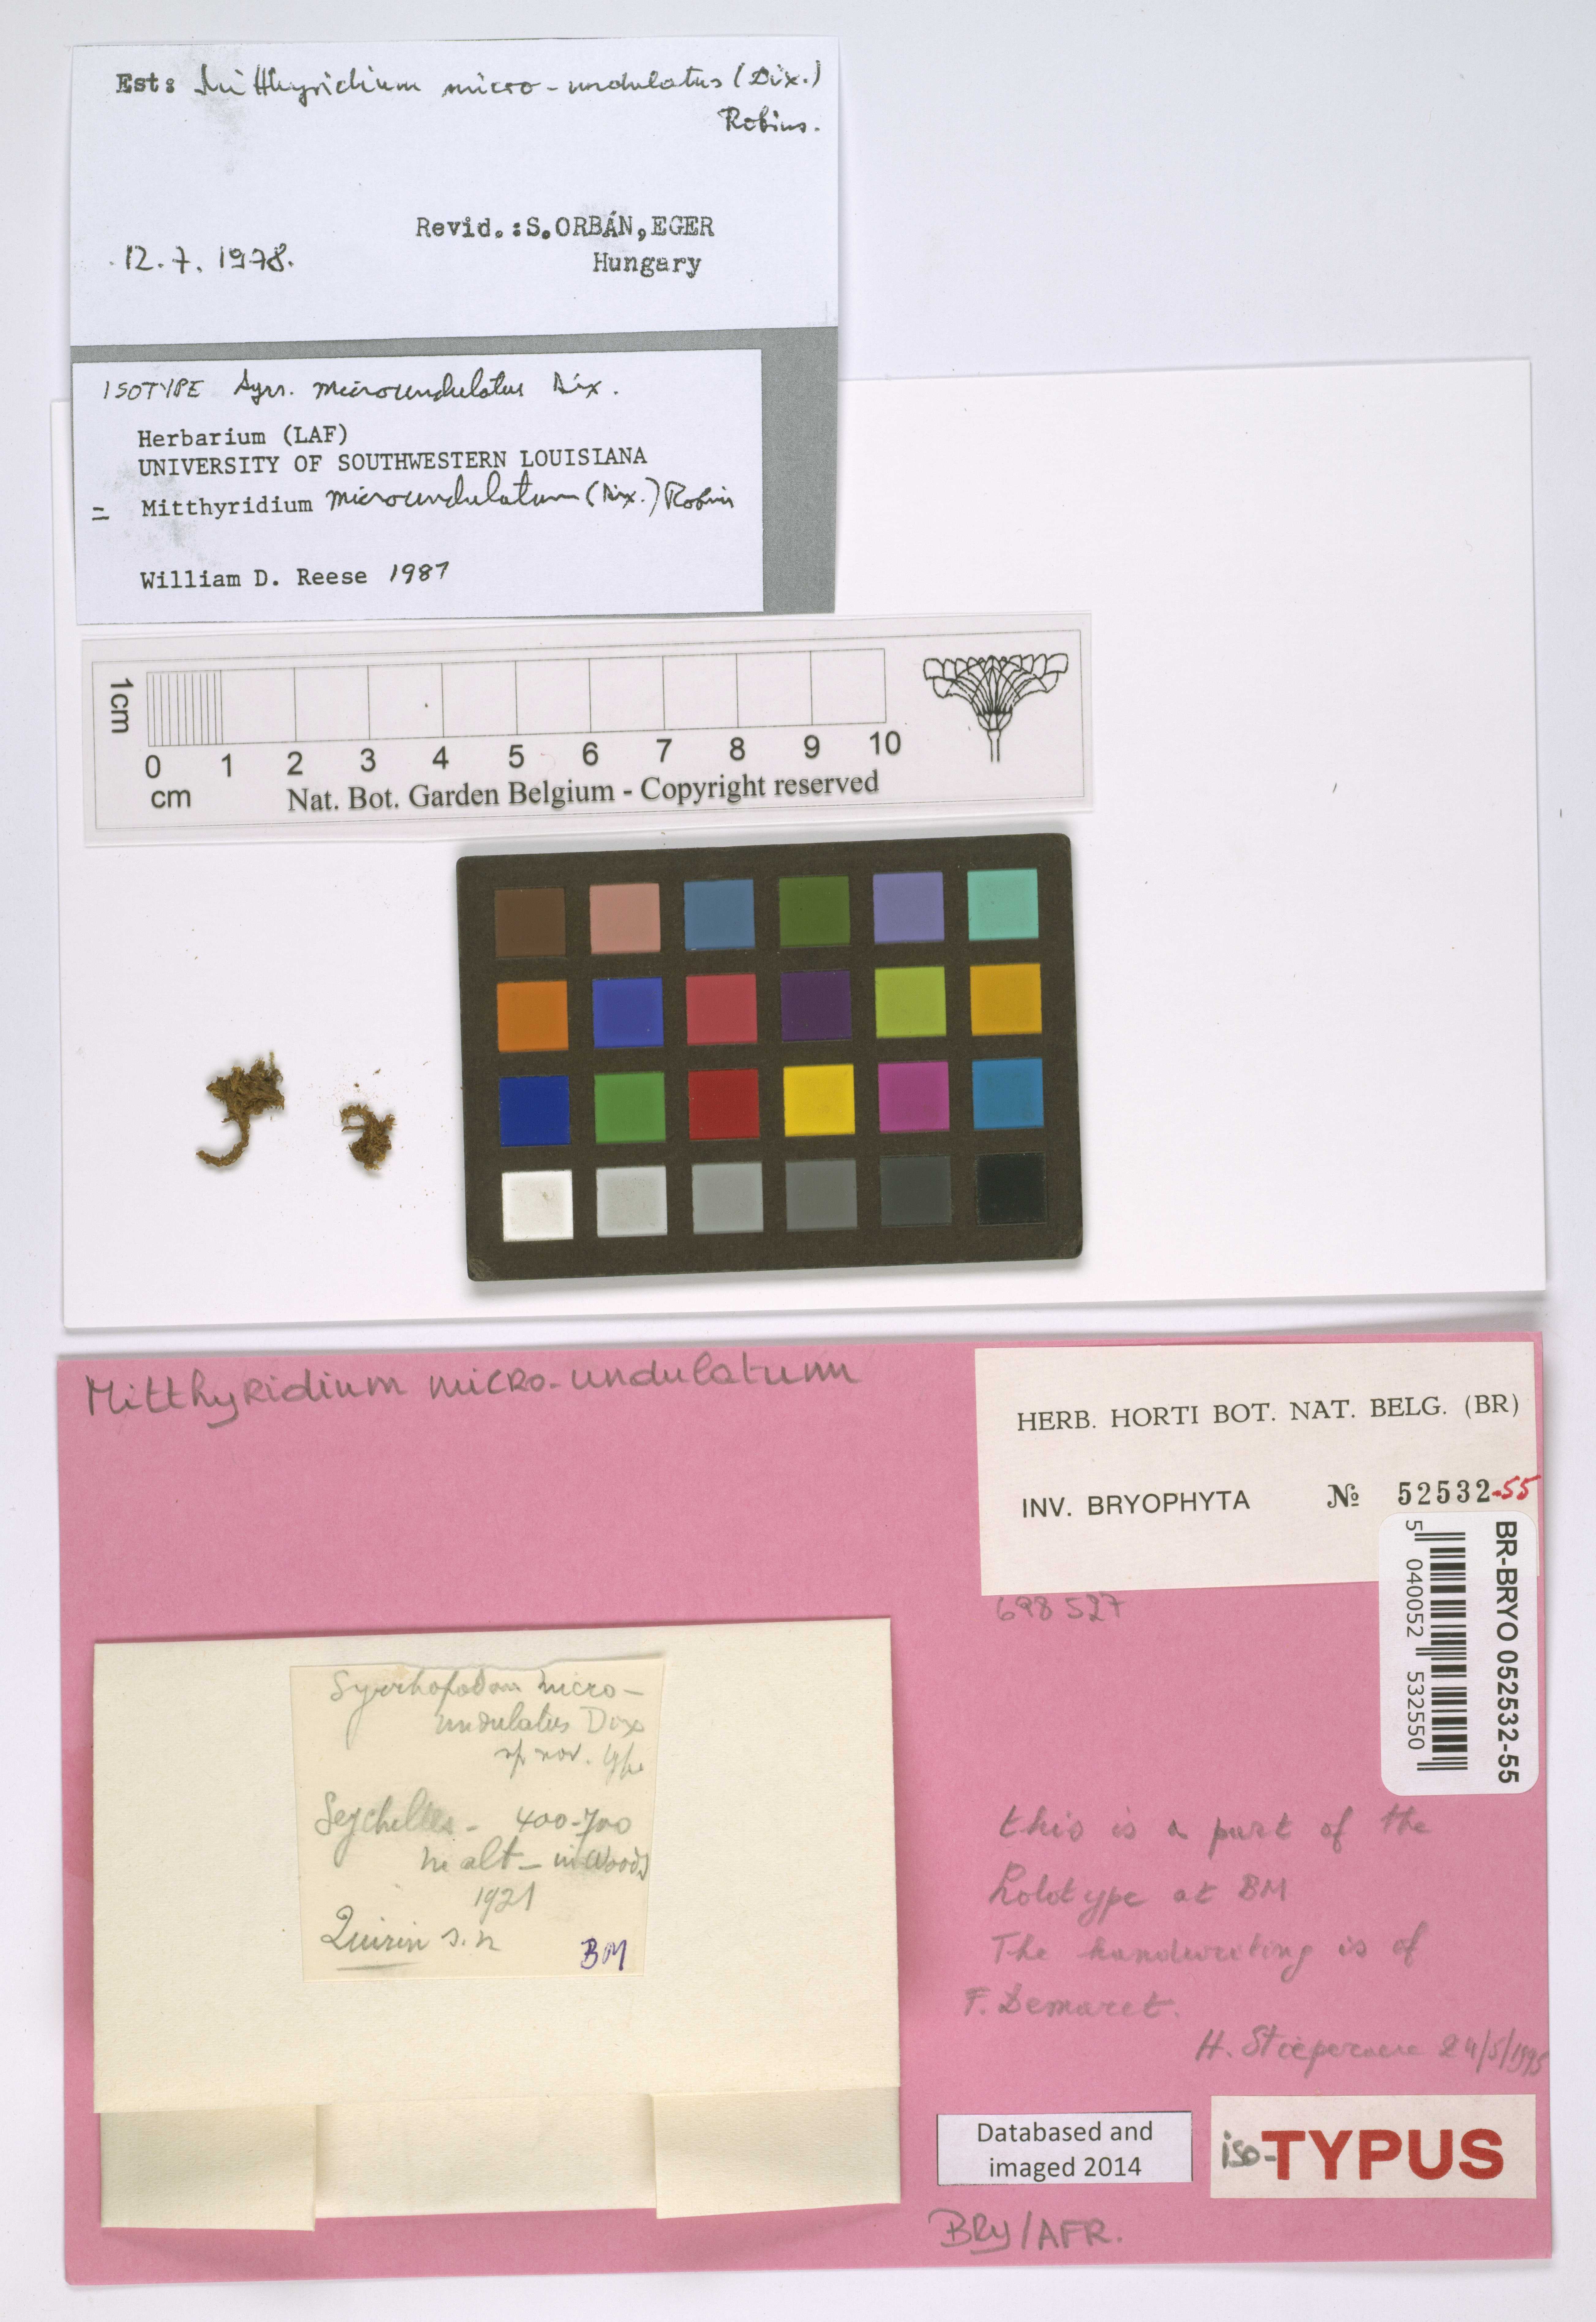 Est: Mitthyridium micro-undulatus (Dix.)
Robins.
Revid.: S. ORBÁN, EGER
12.7.1978.
Hungary
ISOTYPE Syrr. microundulatus Dix.
Herbarium (LAF)
UNIVERSITY OF SOUTHWESTERN LOUISIANA
= Mitthyridium microundulatum (Dix.) Robins
William D. Reese 1987
1cm
0 1 2 3 4 5 6 7 8 9 10
cm
Nat. Bot. Garden Belgium - Copyright reserved
Mitthyridium micro-undulatum
HERB. HORTI BOT. NAT. BELG. (BR)
INV. BRYOPHYTA № 52532-55
BR-BRYO 052532-55
5 040052 532550
698527
Syrrhopodon micro-
undulatus Dix
sp nov. type
Seychelles - 400-700
m alt - in Woods
1921
Quirin s.n
BM
this is a part of the
holotype at BM
The handwriting is of
F. Demaret.
H. Stieperaere 24/5/1995
Databased and
imaged 2014
iso-TYPUS
BRY/AFR.